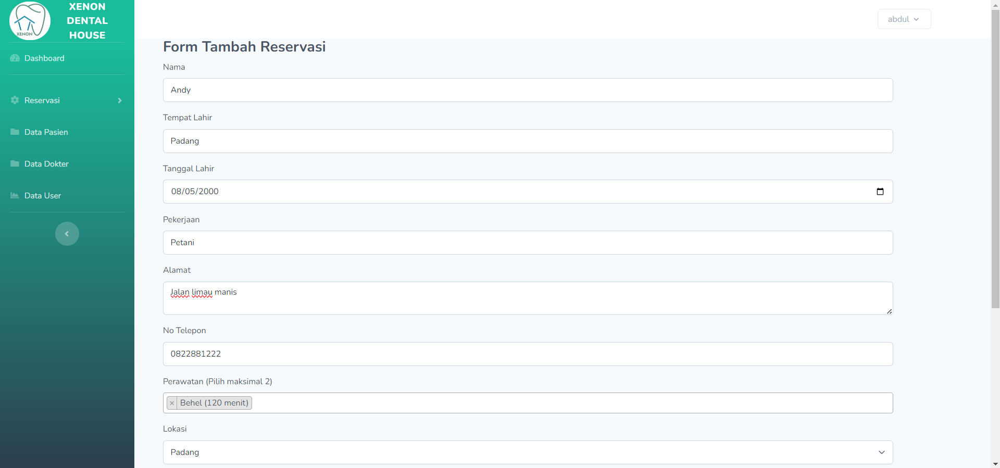 XENON
XENON
DENTAL
HOUSE
Dashboard
Reservasi
Data Pasien
Data Dokter
Data User
abdul
Form Tambah Reservasi
Nama
Andy
Tempat Lahir
Padang
Tanggal Lahir
08/05/2000
Pekerjaan
Petani
Alamat
Jalan limau manis
No Telepon
0822881222
Perawatan (Pilih maksimal 2)
× Behel (120 menit)
Lokasi
Padang